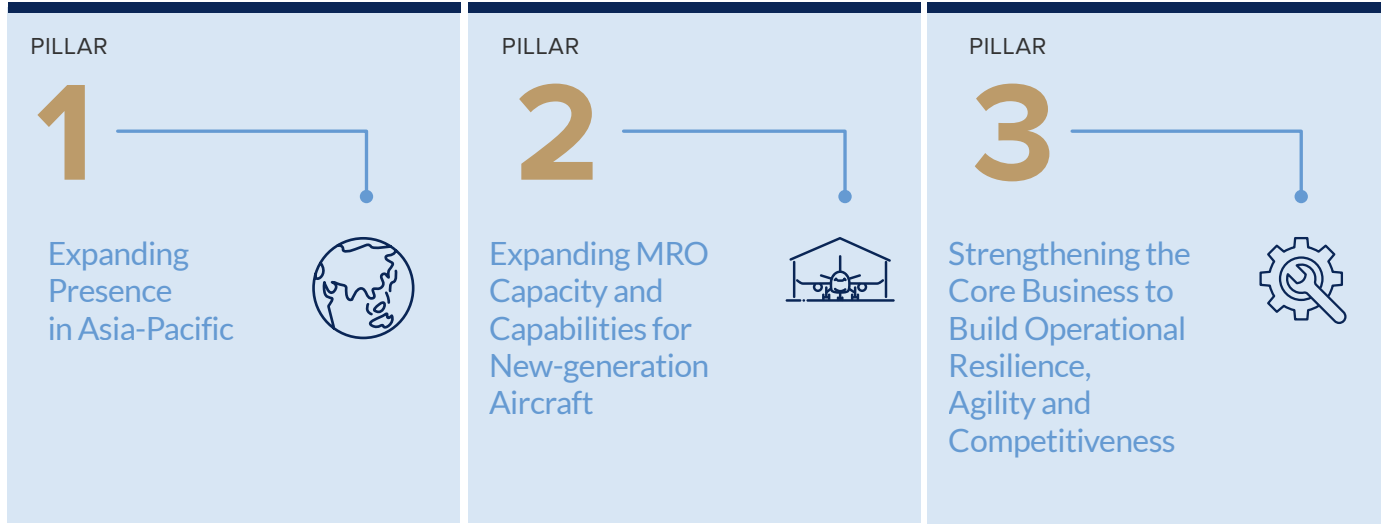 PILLAR
1
Expanding
Presence
in Asia-Pacific
PILLAR
2
Expanding MRO
Capacity and
Capabilities for
New-generation
Aircraft
PILLAR
3
Strengthening the
Core Business to
Build Operational
Resilience,
Agility and
Competitiveness